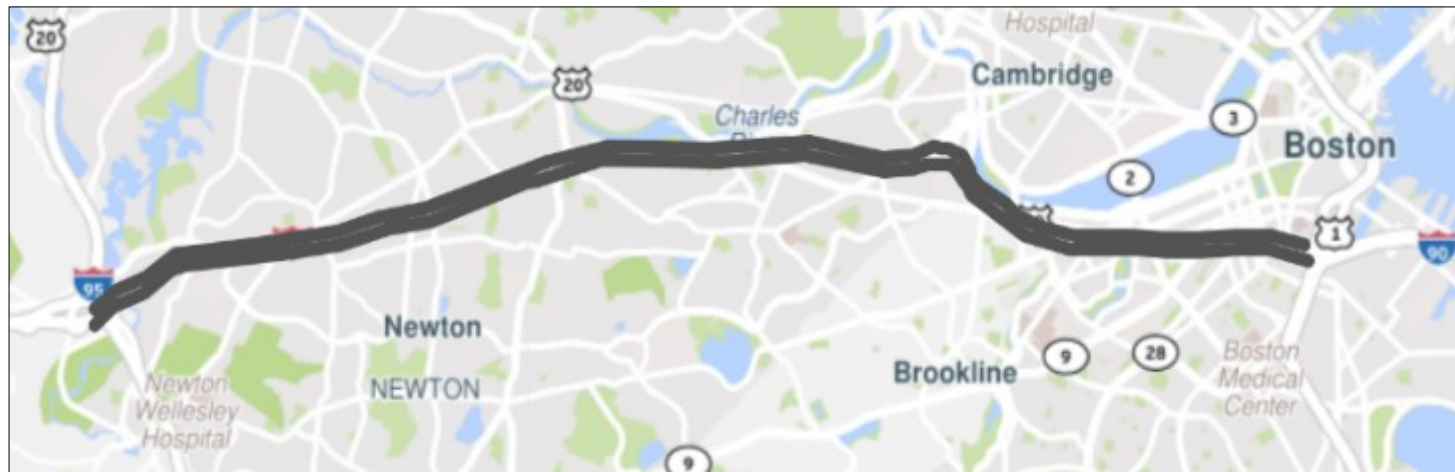 Hospital
20
Cambridge
20
Charles
3
Boston
2
1
90
95
Newton
Brookline
9
28
Boston
Medical
Center
NEWTON
Newton
Wellesley
Hospital
9